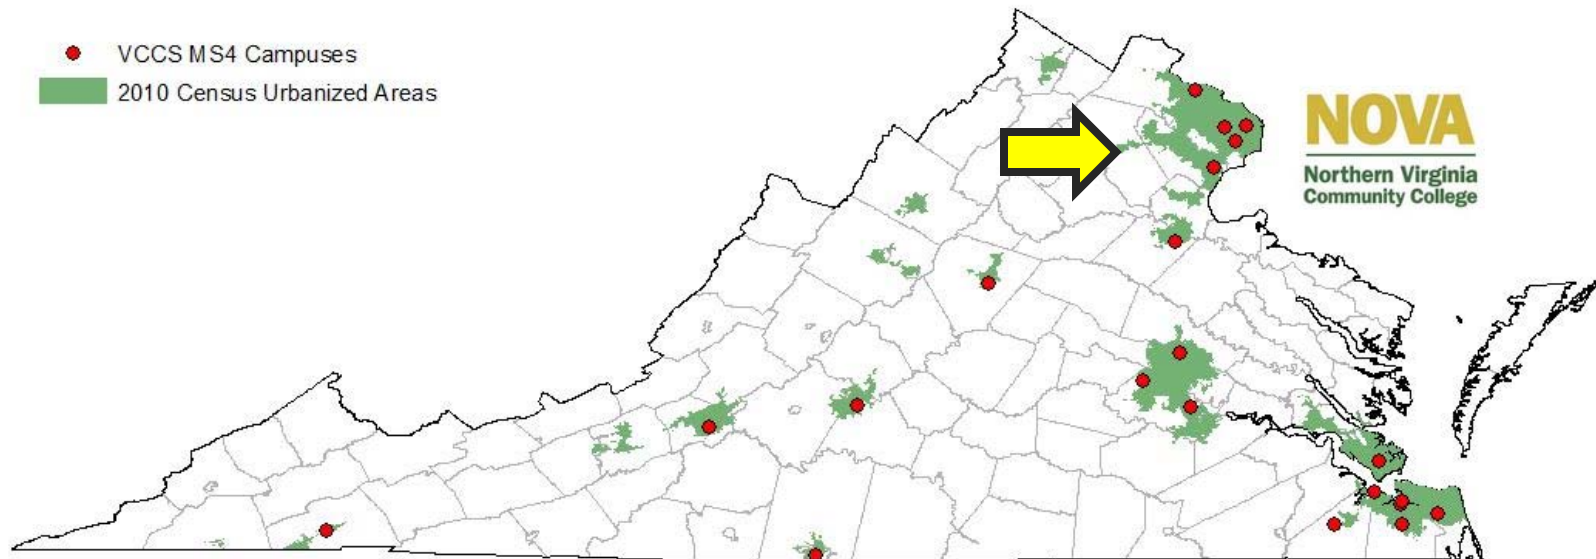 VCCS MS4 Campuses
2010 Census Urbanized Areas
NOVA
Northern Virginia
Community College